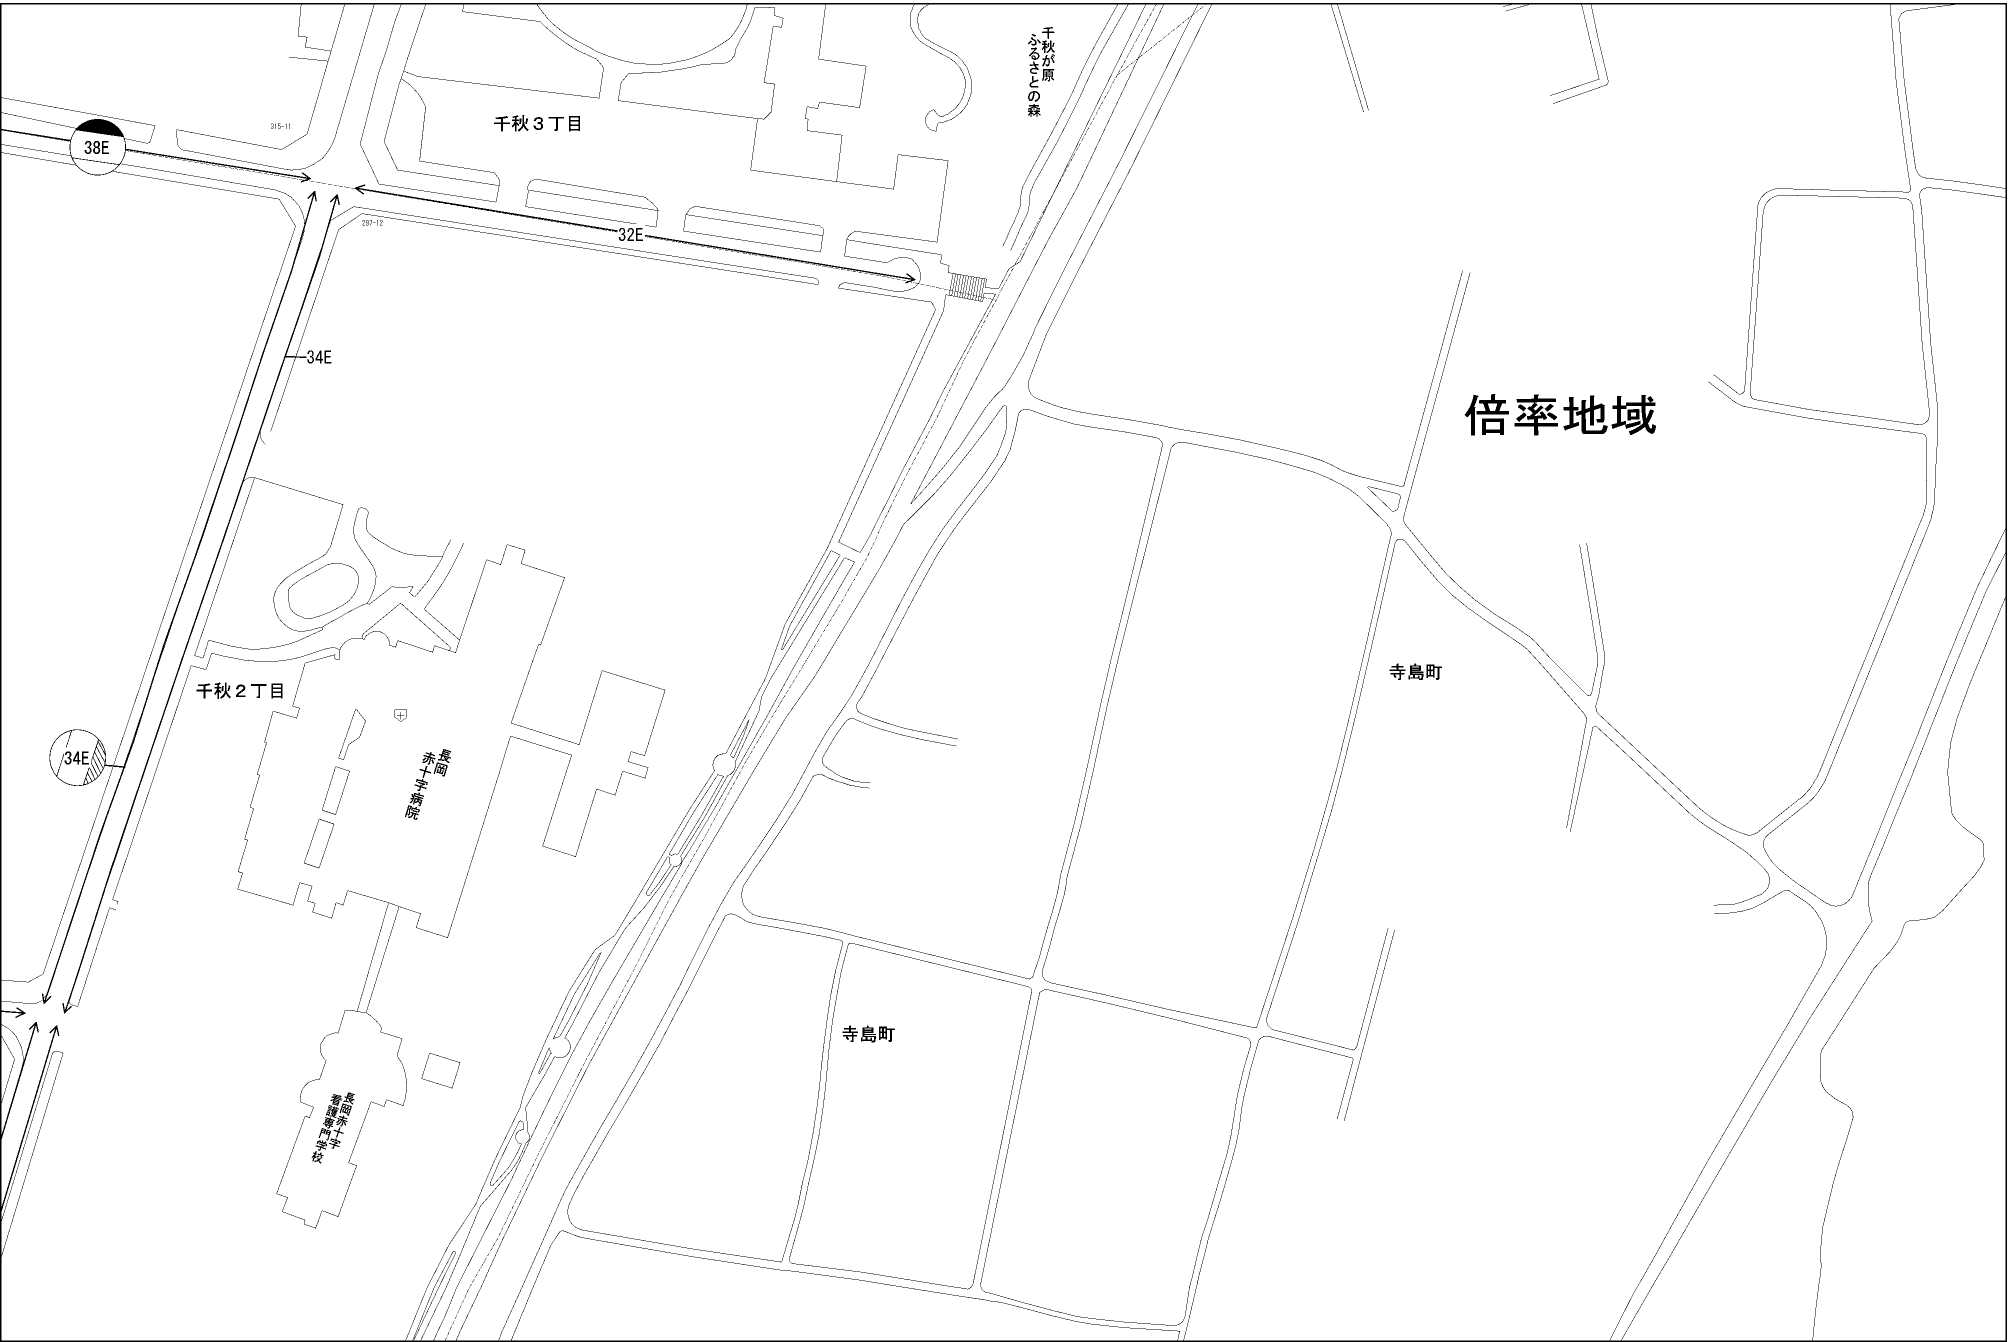 千秋が原
ふるさとの森
315-11
千秋３丁目
38E
297-12
32E
34E
倍率地域
寺島町
千秋２丁目
34E
長岡
赤十字病院
寺島町
長岡赤十字
看護専門学校